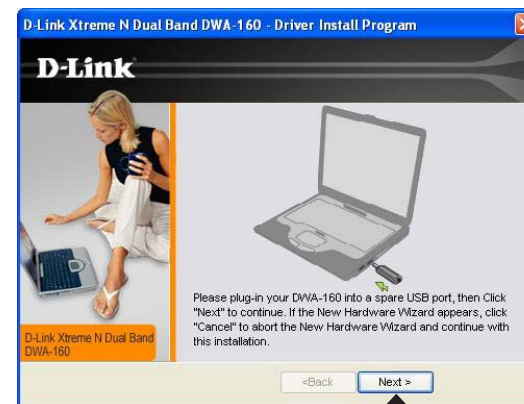 D-Link Xtreme N Dual Band DWA-160 - Driver Install Program
D-Link
Please plug-in your DWA-160 into a spare USB port, then Click
"Next" to continue. If the New Hardware Wizard appears, click
"Cancel" to abort the New Hardware Wizard and continue with
this installation.
D-Link Xtreme N Dual Band
DWA-160
<Back
Next >